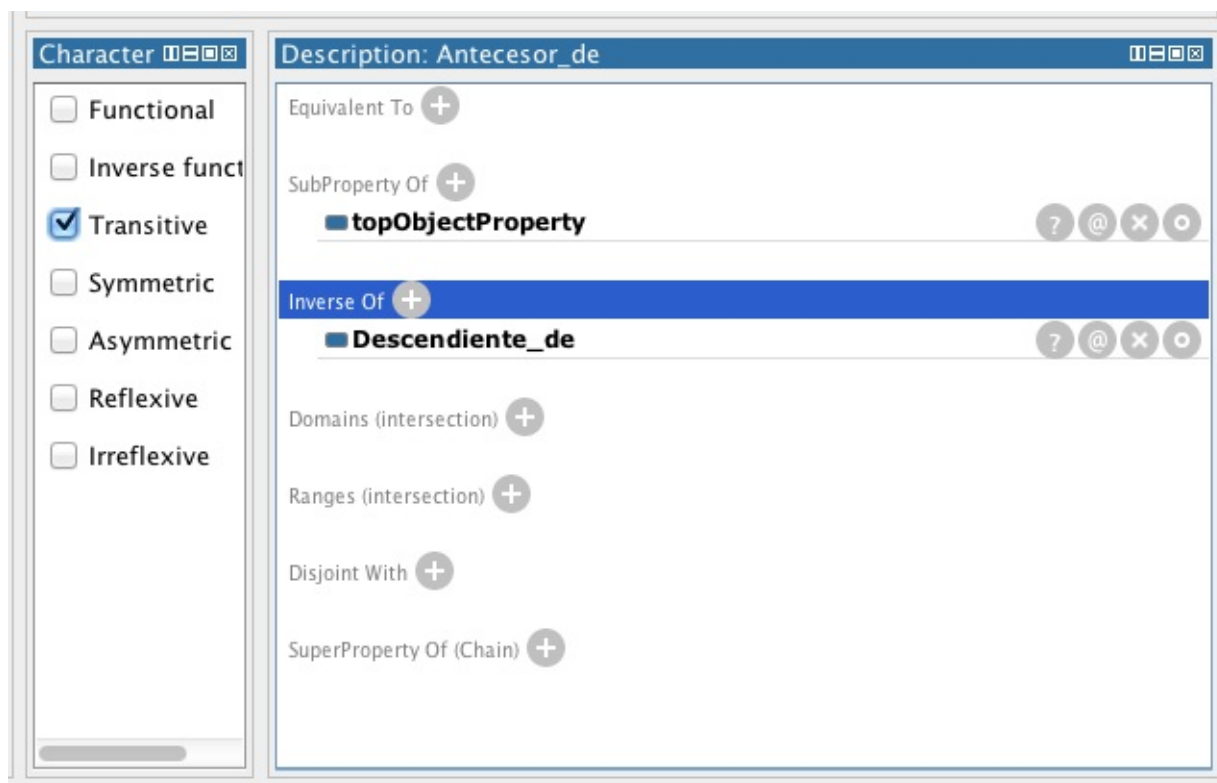 Character
Functional
Inverse funct
Transitive
Symmetric
Asymmetric
Reflexive
Irreflexive
Description: Antecesor_de
Equivalent To
SubProperty Of
topObjectProperty
Inverse Of
Descendiente_de
Domains (intersection)
Ranges (intersection)
Disjoint With
SuperProperty Of (Chain)